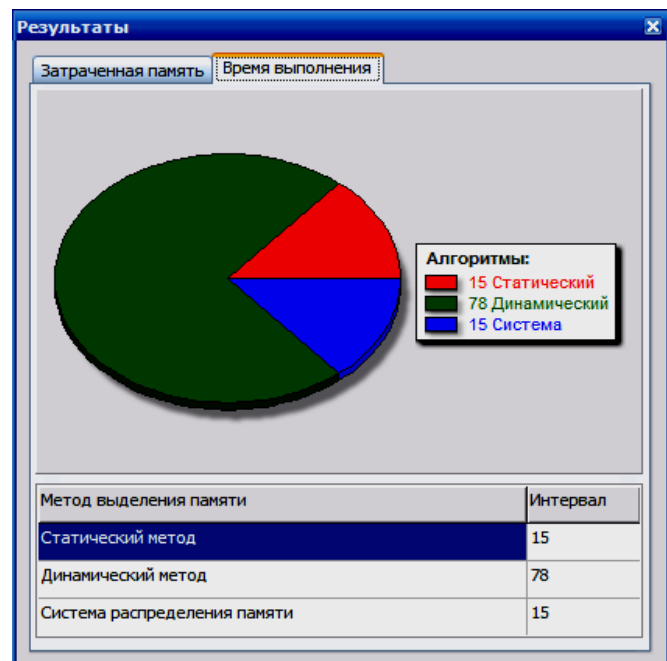 Результаты
Затраченная память
Время выполнения
Алгоритмы:
15 Статический
78 Динамический
15 Система
Метод выделения памяти Интервал
Статический метод 15
Динамический метод 78
Система распределения памяти 15